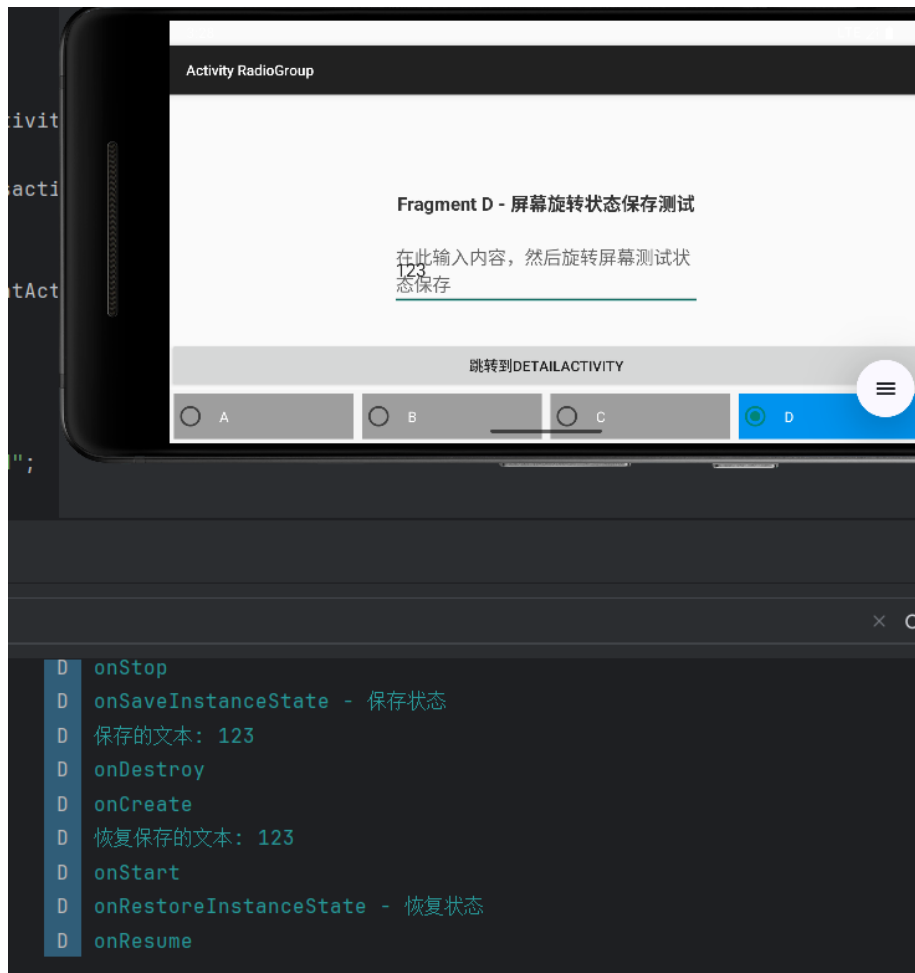 Activity RadioGroup
tivit
sacti
Fragment D - 屏幕旋转状态保存测试
在此输入内容，然后旋转屏幕测试状
123
态保存
tAct
跳转到DETAILACTIVITY
A
B
C
D
";
D onStop
D onSaveInstanceState - 保存状态
D 保存的文本: 123
D onDestroy
D onCreate
D 恢复保存的文本: 123
D onStart
D onRestoreInstanceState - 恢复状态
D onResume